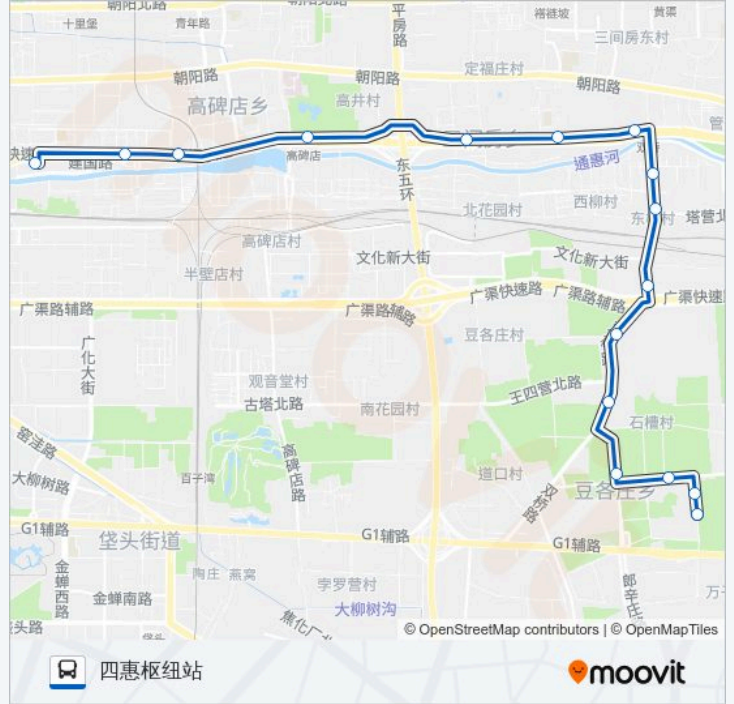 朝阳北路
十里堡
青年路
平房路
褡裢坡
黄渠
三间房东村
朝阳路
定福庄村
朝阳路
高碑店乡
高井村
管
快速
建国路
高碑店
东五环
通惠河
西柳村
北花园村
塔营北
高碑店村
文化新大街
文化新大街
半壁店村
广渠快速路
广渠路辅路
广渠快速
广渠路辅路
广渠路辅路
豆各庄村
广化大街
观音堂村
王四营北路
古塔北路
南花园村
石槽村
窑洼路
高碑店路
大柳树路
百子湾
道口村
双桥路
豆各庄乡
G1辅路
垡头街道
G1辅路
G1辅路
金蝉西路
陶庄
燕窝
孛罗营村
郎辛庄
万子
金蝉南路
大柳树沟
焦化厂
垡头路
垡头
© OpenStreetMap contributors | © OpenMapTiles
四惠枢纽站
moovit